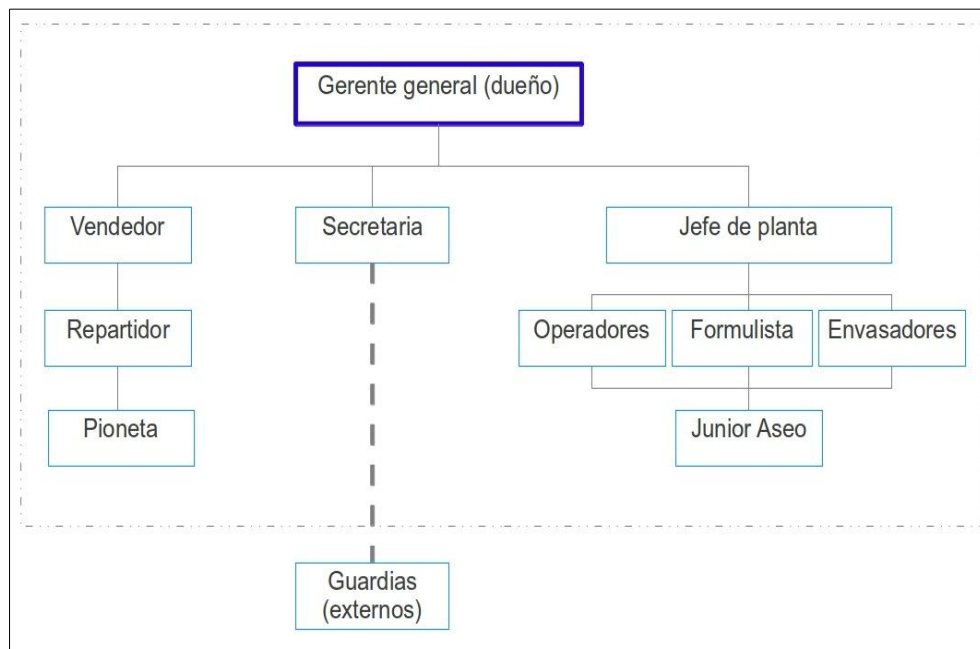 Gerente general (dueño)
Vendedor
Secretaria
Jefe de planta
Repartidor
Operadores
Formulista
Envasadores
Pioneta
Junior Aseo
Guardias
(externos)